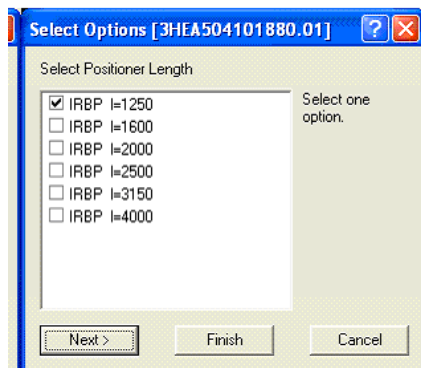 Select Options [3HEA504101880.01]
Select Positioner Length
IRBP l=1250
IRBP l=1600
IRBP l=2000
IRBP l=2500
IRBP l=3150
IRBP l=4000
Select one
option.
Next >
Finish
Cancel